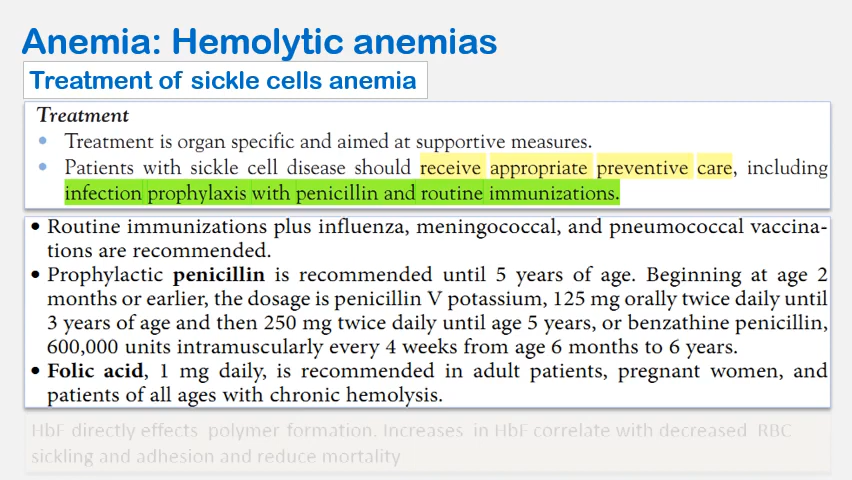 Anemia: Hemolytic anemias
Treatment of sickle cells anemia
Treatment
• Treatment is organ specific and aimed at supportive measures.
• Patients with sickle cell disease should receive appropriate preventive care, including
infection prophylaxis with penicillin and routine immunizations.
• Routine immunizations plus influenza, meningococcal, and pneumococcal vaccina-
tions are recommended.
• Prophylactic penicillin is recommended until 5 years of age. Beginning at age 2
months or earlier, the dosage is penicillin V potassium, 125 mg orally twice daily until
3 years of age and then 250 mg twice daily until age 5 years, or benzathine penicillin,
600,000 units intramuscularly every 4 weeks from age 6 months to 6 years.
• Folic acid, 1 mg daily, is recommended in adult patients, pregnant women, and
patients of all ages with chronic hemolysis.
HbF directly effects polymer formation. Increases in HbF correlate with decreased RBC
sickling and adhesion and reduce mortality